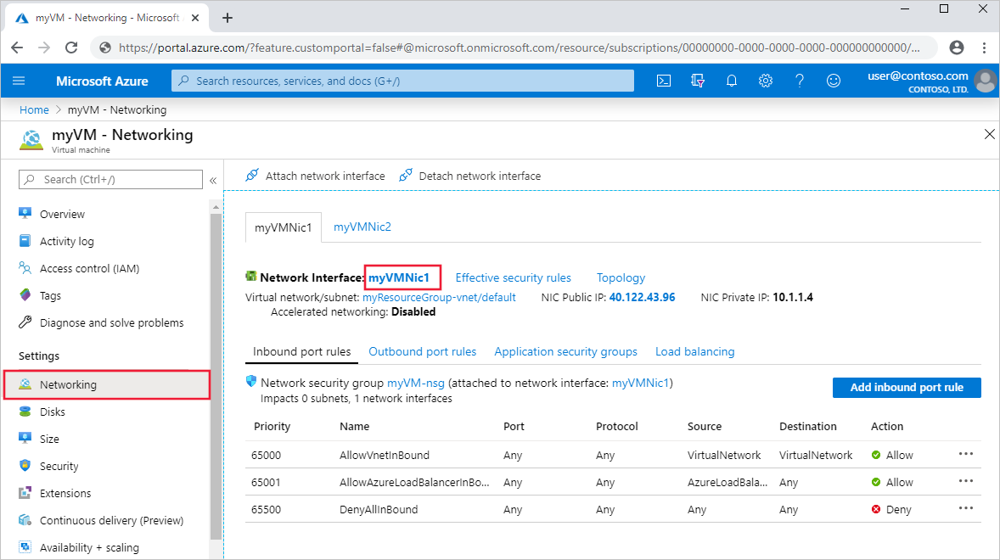 myVM - Networking - Microsoft
https://portal.azure.com/?feature.customportal=false#@microsoft.onmicrosoft.com/resource/subscriptions/00000000-0000-0000-0000-000000000000/...
Microsoft Azure
Search resources, services, and docs (G+/)
user@contoso.com
CONTOSO, LTD.
Home > myVM - Networking
myVM - Networking
Virtual machine
Search (Ctrl+/)
«
Overview
Activity log
Access control (IAM)
Tags
Diagnose and solve problems
Settings
Networking
Disks
Size
Security
Extensions
Continuous delivery (Preview)
Availability + scaling
Attach network interface Detach network interface
myVMNic1 myVMNic2
Network Interface: myVMNic1 Effective security rules Topology
Virtual network/subnet: myResourceGroup-vnet/default NIC Public IP: 40.122.43.96 NIC Private IP: 10.1.1.4
Accelerated networking: Disabled
Inbound port rules Outbound port rules Application security groups Load balancing
Network security group myVM-nsg (attached to network interface: myVMNic1)
Impacts 0 subnets, 1 network interfaces
Add inbound port rule
Priority Name Port Protocol Source Destination Action
65000 AllowVnetInBound Any Any VirtualNetwork VirtualNetwork Allow ...
65001 AllowAzureLoadBalancerInBo... Any Any AzureLoadBala... Any Allow ...
65500 DenyAllInBound Any Any Any Any Deny ...